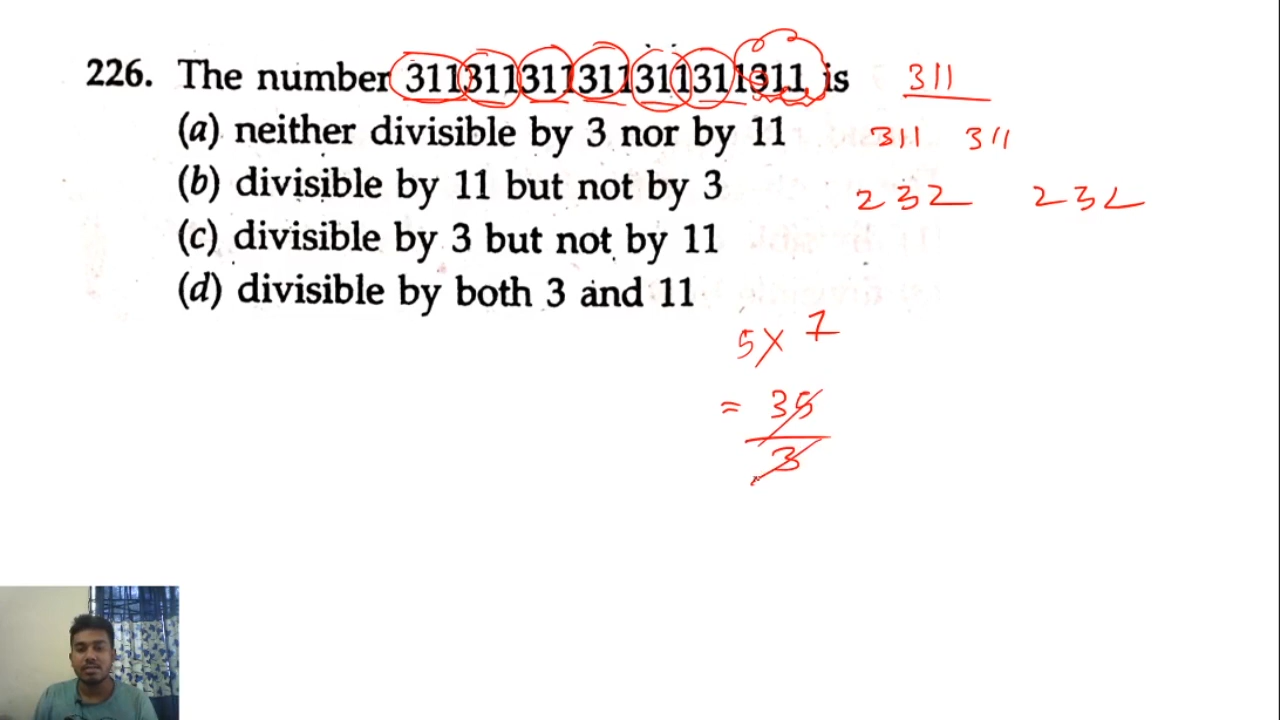 226. The number 311311311311311311311 is
(a) neither divisible by 3 nor by 11
(b) divisible by 11 but not by 3
(c) divisible by 3 but not by 11
(d) divisible by both 3 and 11
311
311 311
232 232
5 x 7
= 35
3